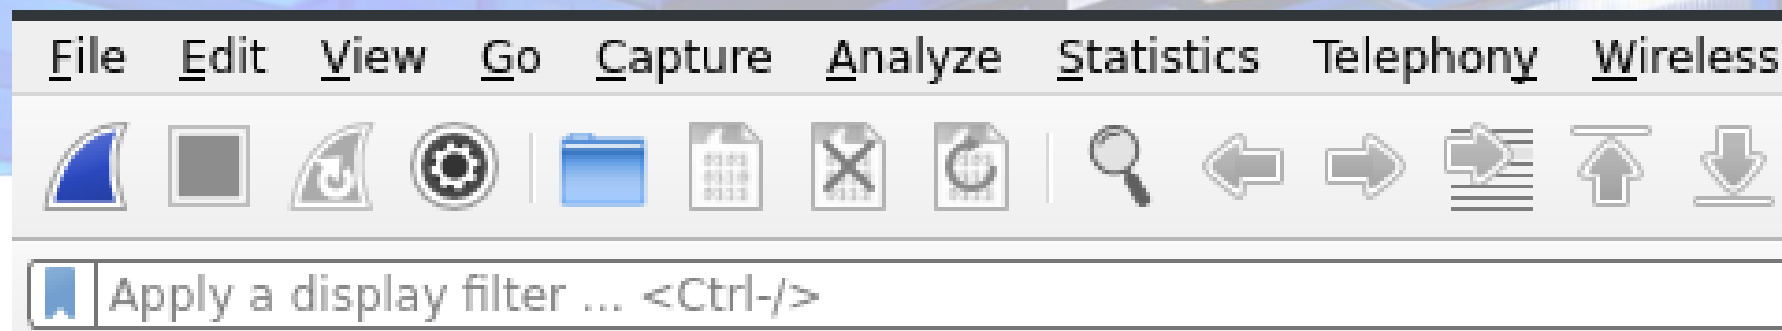 File Edit View Go Capture Analyze Statistics Telephony Wireless
Apply a display filter ... <Ctrl-/>